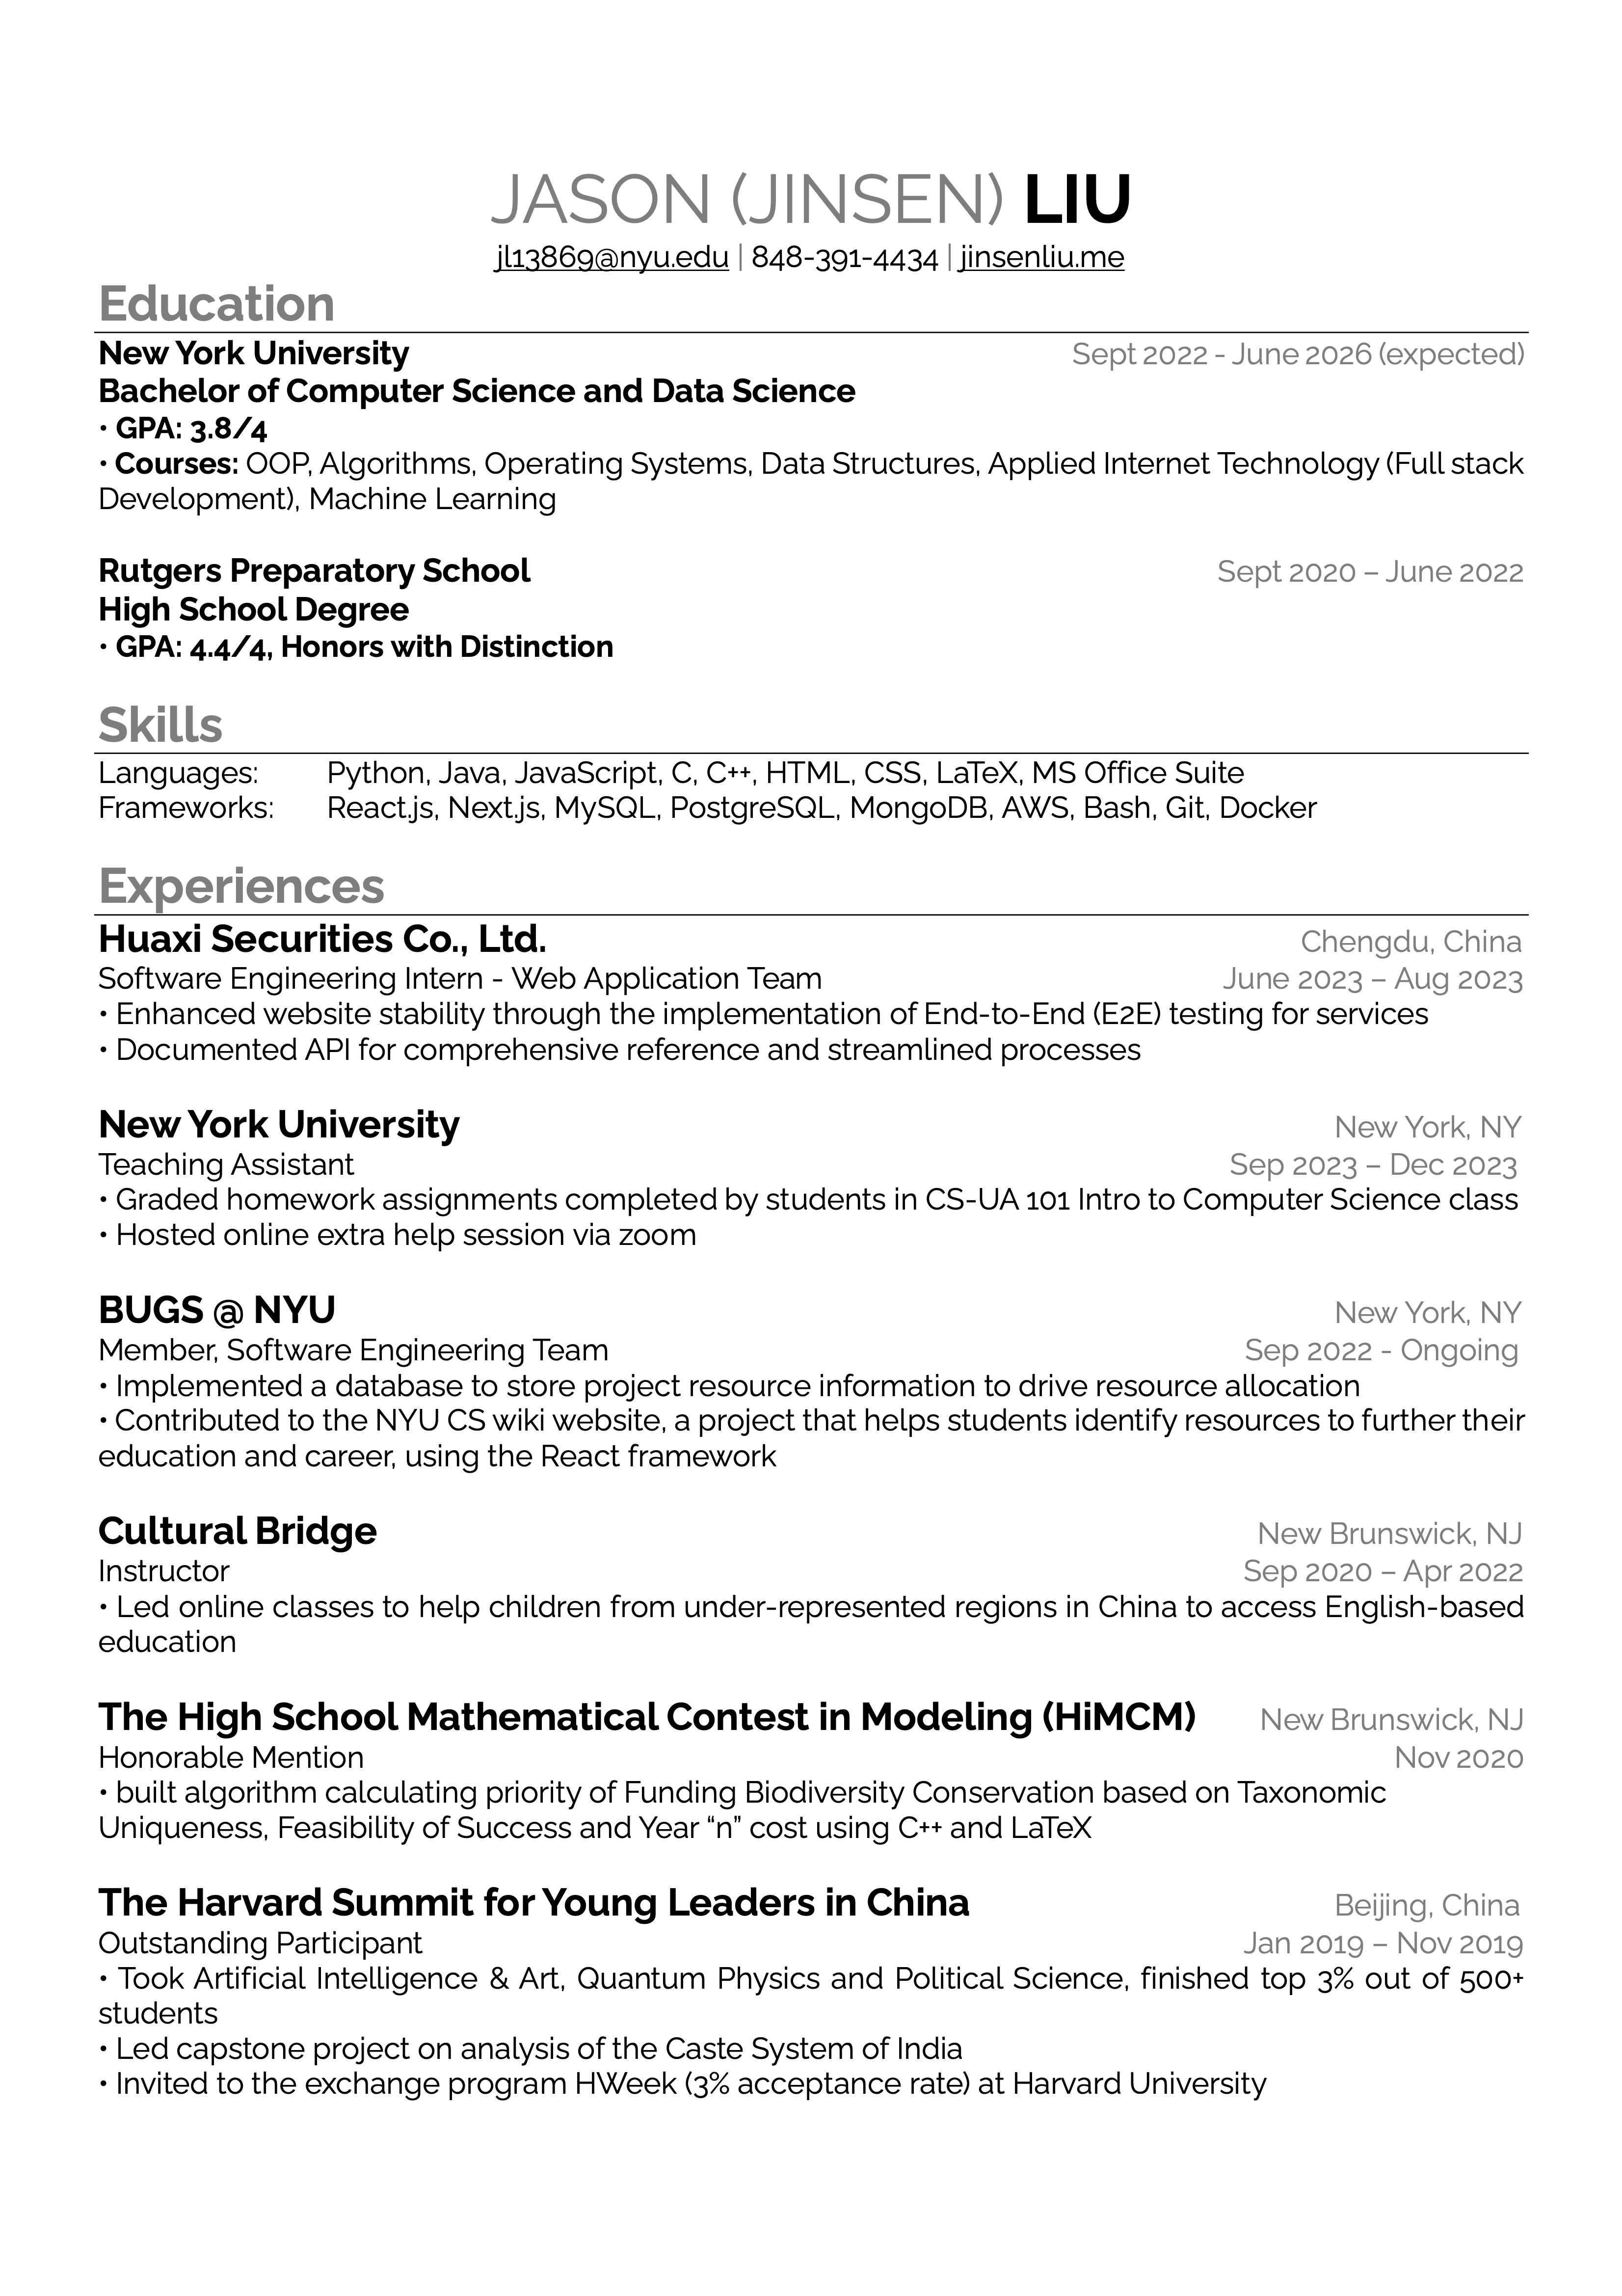 JASON (JINSEN) LIU
jl13869@nyu.edu | 848-391-4434 | jinsenliu.me
Education
New York University Sept 2022 - June 2026 (expected)
Bachelor of Computer Science and Data Science
• GPA: 3.8/4
• Courses: OOP, Algorithms, Operating Systems, Data Structures, Applied Internet Technology (Full stack
Development), Machine Learning
Rutgers Preparatory School Sept 2020 – June 2022
High School Degree
• GPA: 4.4/4, Honors with Distinction
Skills
Languages: Python, Java, JavaScript, C, C++, HTML, CSS, LaTeX, MS Office Suite
Frameworks: React.js, Next.js, MySQL, PostgreSQL, MongoDB, AWS, Bash, Git, Docker
Experiences
Huaxi Securities Co., Ltd. Chengdu, China
Software Engineering Intern - Web Application Team June 2023 – Aug 2023
• Enhanced website stability through the implementation of End-to-End (E2E) testing for services
• Documented API for comprehensive reference and streamlined processes
New York University New York, NY
Teaching Assistant Sep 2023 – Dec 2023
• Graded homework assignments completed by students in CS-UA 101 Intro to Computer Science class
• Hosted online extra help session via zoom
BUGS @ NYU New York, NY
Member, Software Engineering Team Sep 2022 - Ongoing
• Implemented a database to store project resource information to drive resource allocation
• Contributed to the NYU CS wiki website, a project that helps students identify resources to further their
education and career, using the React framework
Cultural Bridge New Brunswick, NJ
Instructor Sep 2020 – Apr 2022
• Led online classes to help children from under-represented regions in China to access English-based
education
The High School Mathematical Contest in Modeling (HiMCM) New Brunswick, NJ
Honorable Mention Nov 2020
• built algorithm calculating priority of Funding Biodiversity Conservation based on Taxonomic
Uniqueness, Feasibility of Success and Year “n” cost using C++ and LaTeX
The Harvard Summit for Young Leaders in China Beijing, China
Outstanding Participant Jan 2019 – Nov 2019
• Took Artificial Intelligence & Art, Quantum Physics and Political Science, finished top 3% out of 500+
students
• Led capstone project on analysis of the Caste System of India
• Invited to the exchange program HWeek (3% acceptance rate) at Harvard University